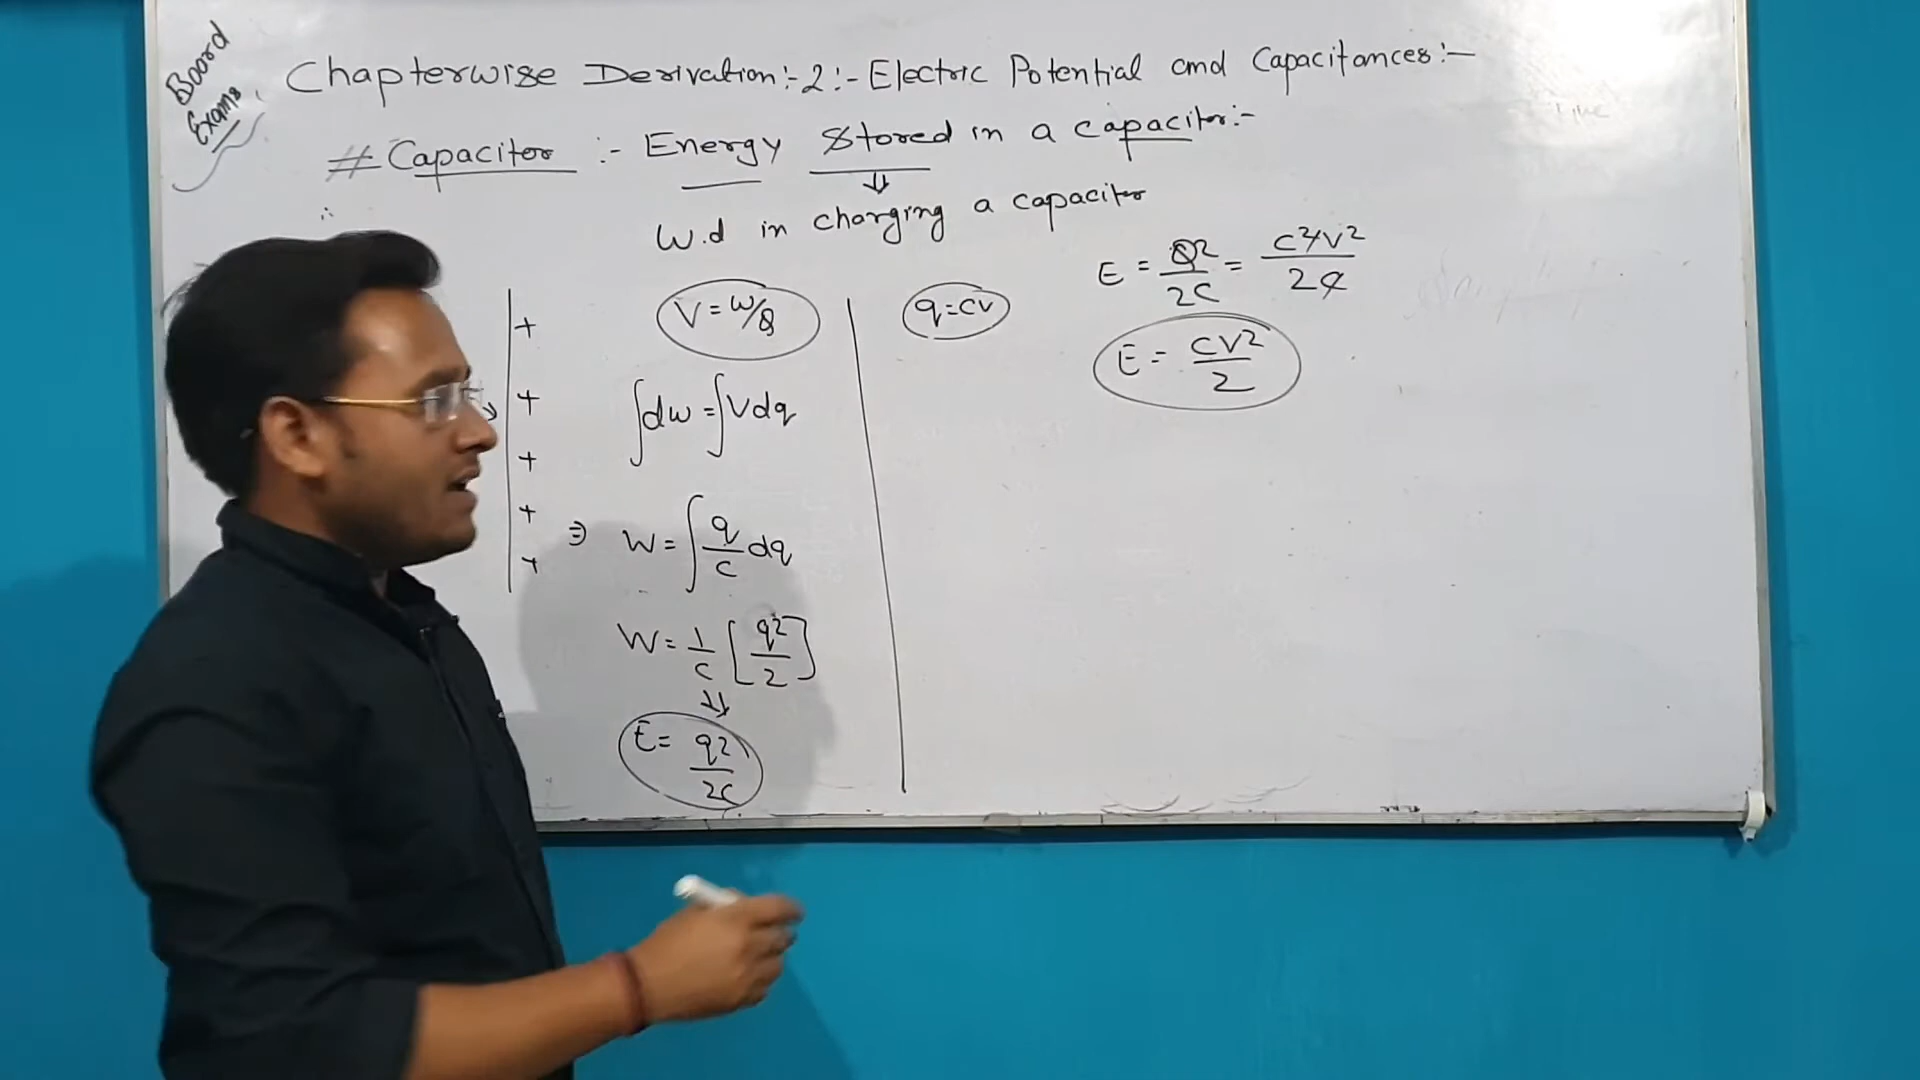 Board Exams
Chapterwise Derivation:- 2:- Electric Potential and Capacitances:-
# Capacitor :- Energy Stored in a capacitor:-
⇓
W.d in charging a capacitor
V = W/Q
∫dw = ∫Vdq
⇒ W = ∫ q/c dq
W = 1/c [q²/2]
⇓
E = q²/2c
q = cv
E = Q²/2C = C²V²/2C
E = CV²/2
+
+
+
+
+